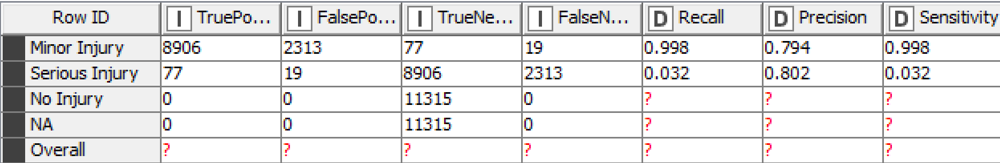 Row ID I TruePo... I FalsePo... I TrueNe... I FalseN... D Recall D Precision D Sensitivity
Minor Injury 8906 2313 77 19 0.998 0.794 0.998
Serious Injury 77 19 8906 2313 0.032 0.802 0.032
No Injury 0 0 11315 0 ? ? ?
NA 0 0 11315 0 ? ? ?
Overall ? ? ? ? ? ? ?